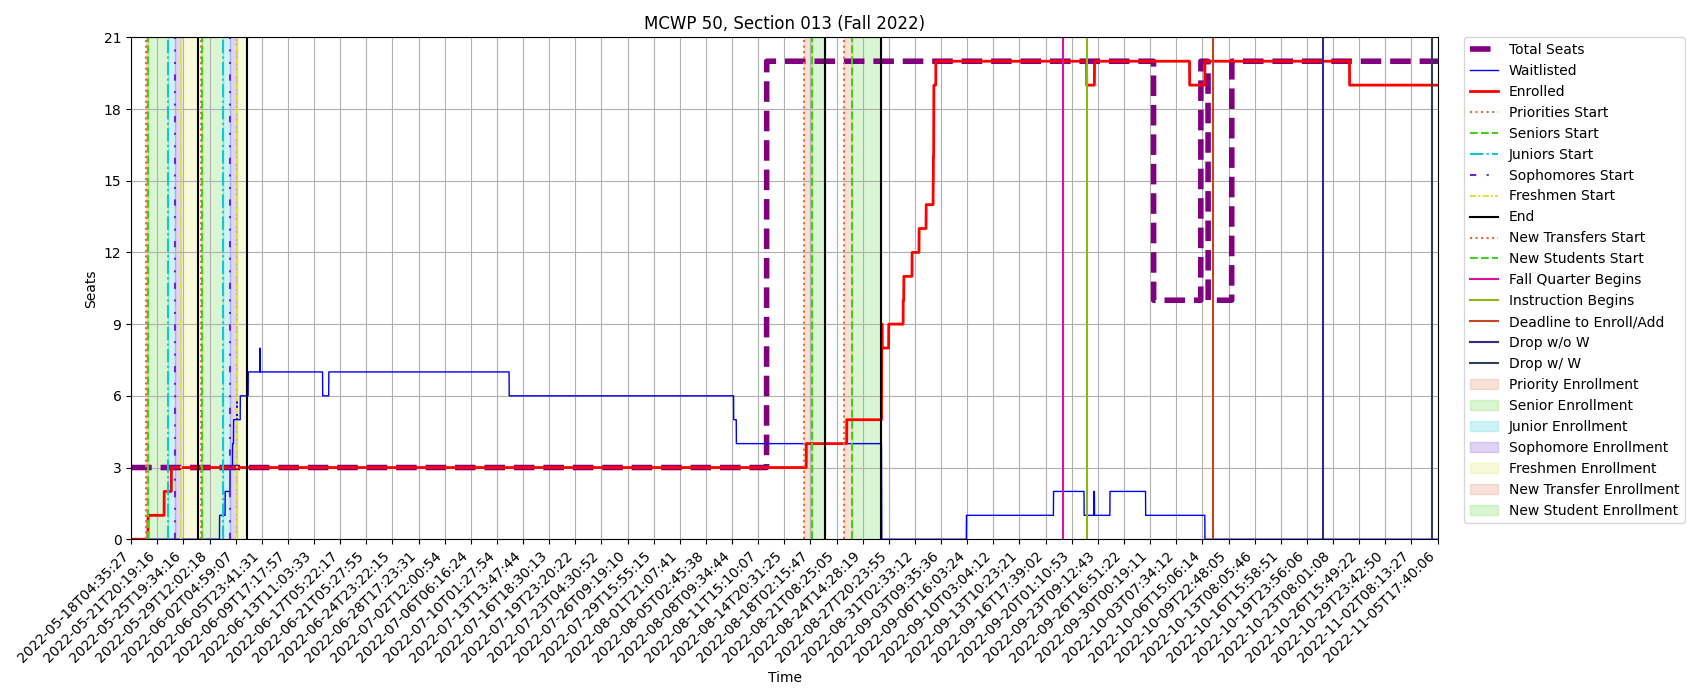 MCWP 50, Section 013 (Fall 2022)
21
18
15
12
9
6
3
0
Seats
2022-05-18T04:35:27
2022-05-21T20:19:16
2022-05-25T19:34:16
2022-05-29T12:02:18
2022-06-02T04:59:07
2022-06-05T23:41:31
2022-06-09T17:17:57
2022-06-13T11:03:33
2022-06-17T05:22:17
2022-06-21T05:27:55
2022-06-24T23:22:15
2022-06-28T17:23:31
2022-07-02T12:00:54
2022-07-06T06:16:24
2022-07-10T01:27:54
2022-07-13T13:47:44
2022-07-16T18:30:13
2022-07-19T23:20:22
2022-07-23T04:30:52
2022-07-26T09:19:10
2022-07-29T15:55:15
2022-08-01T21:07:41
2022-08-05T02:45:38
2022-08-08T09:34:44
2022-08-11T15:10:07
2022-08-14T20:31:25
2022-08-18T02:15:47
2022-08-21T08:25:05
2022-08-24T14:28:19
2022-08-27T20:23:55
2022-08-31T02:33:12
2022-09-03T09:35:36
2022-09-06T16:03:24
2022-09-10T03:04:12
2022-09-13T10:23:21
2022-09-16T17:39:02
2022-09-20T01:10:53
2022-09-23T09:12:43
2022-09-26T16:51:22
2022-09-30T00:19:11
2022-10-03T07:34:12
2022-10-06T15:06:14
2022-10-09T22:48:05
2022-10-13T08:05:46
2022-10-16T15:58:51
2022-10-19T23:56:06
2022-10-23T08:01:08
2022-10-26T15:49:22
2022-10-29T23:42:50
2022-11-02T08:13:27
2022-11-05T17:40:06
Time
Total Seats
Waitlisted
Enrolled
Priorities Start
Seniors Start
Juniors Start
Sophomores Start
Freshmen Start
End
New Transfers Start
New Students Start
Fall Quarter Begins
Instruction Begins
Deadline to Enroll/Add
Drop w/o W
Drop w/ W
Priority Enrollment
Senior Enrollment
Junior Enrollment
Sophomore Enrollment
Freshmen Enrollment
New Transfer Enrollment
New Student Enrollment